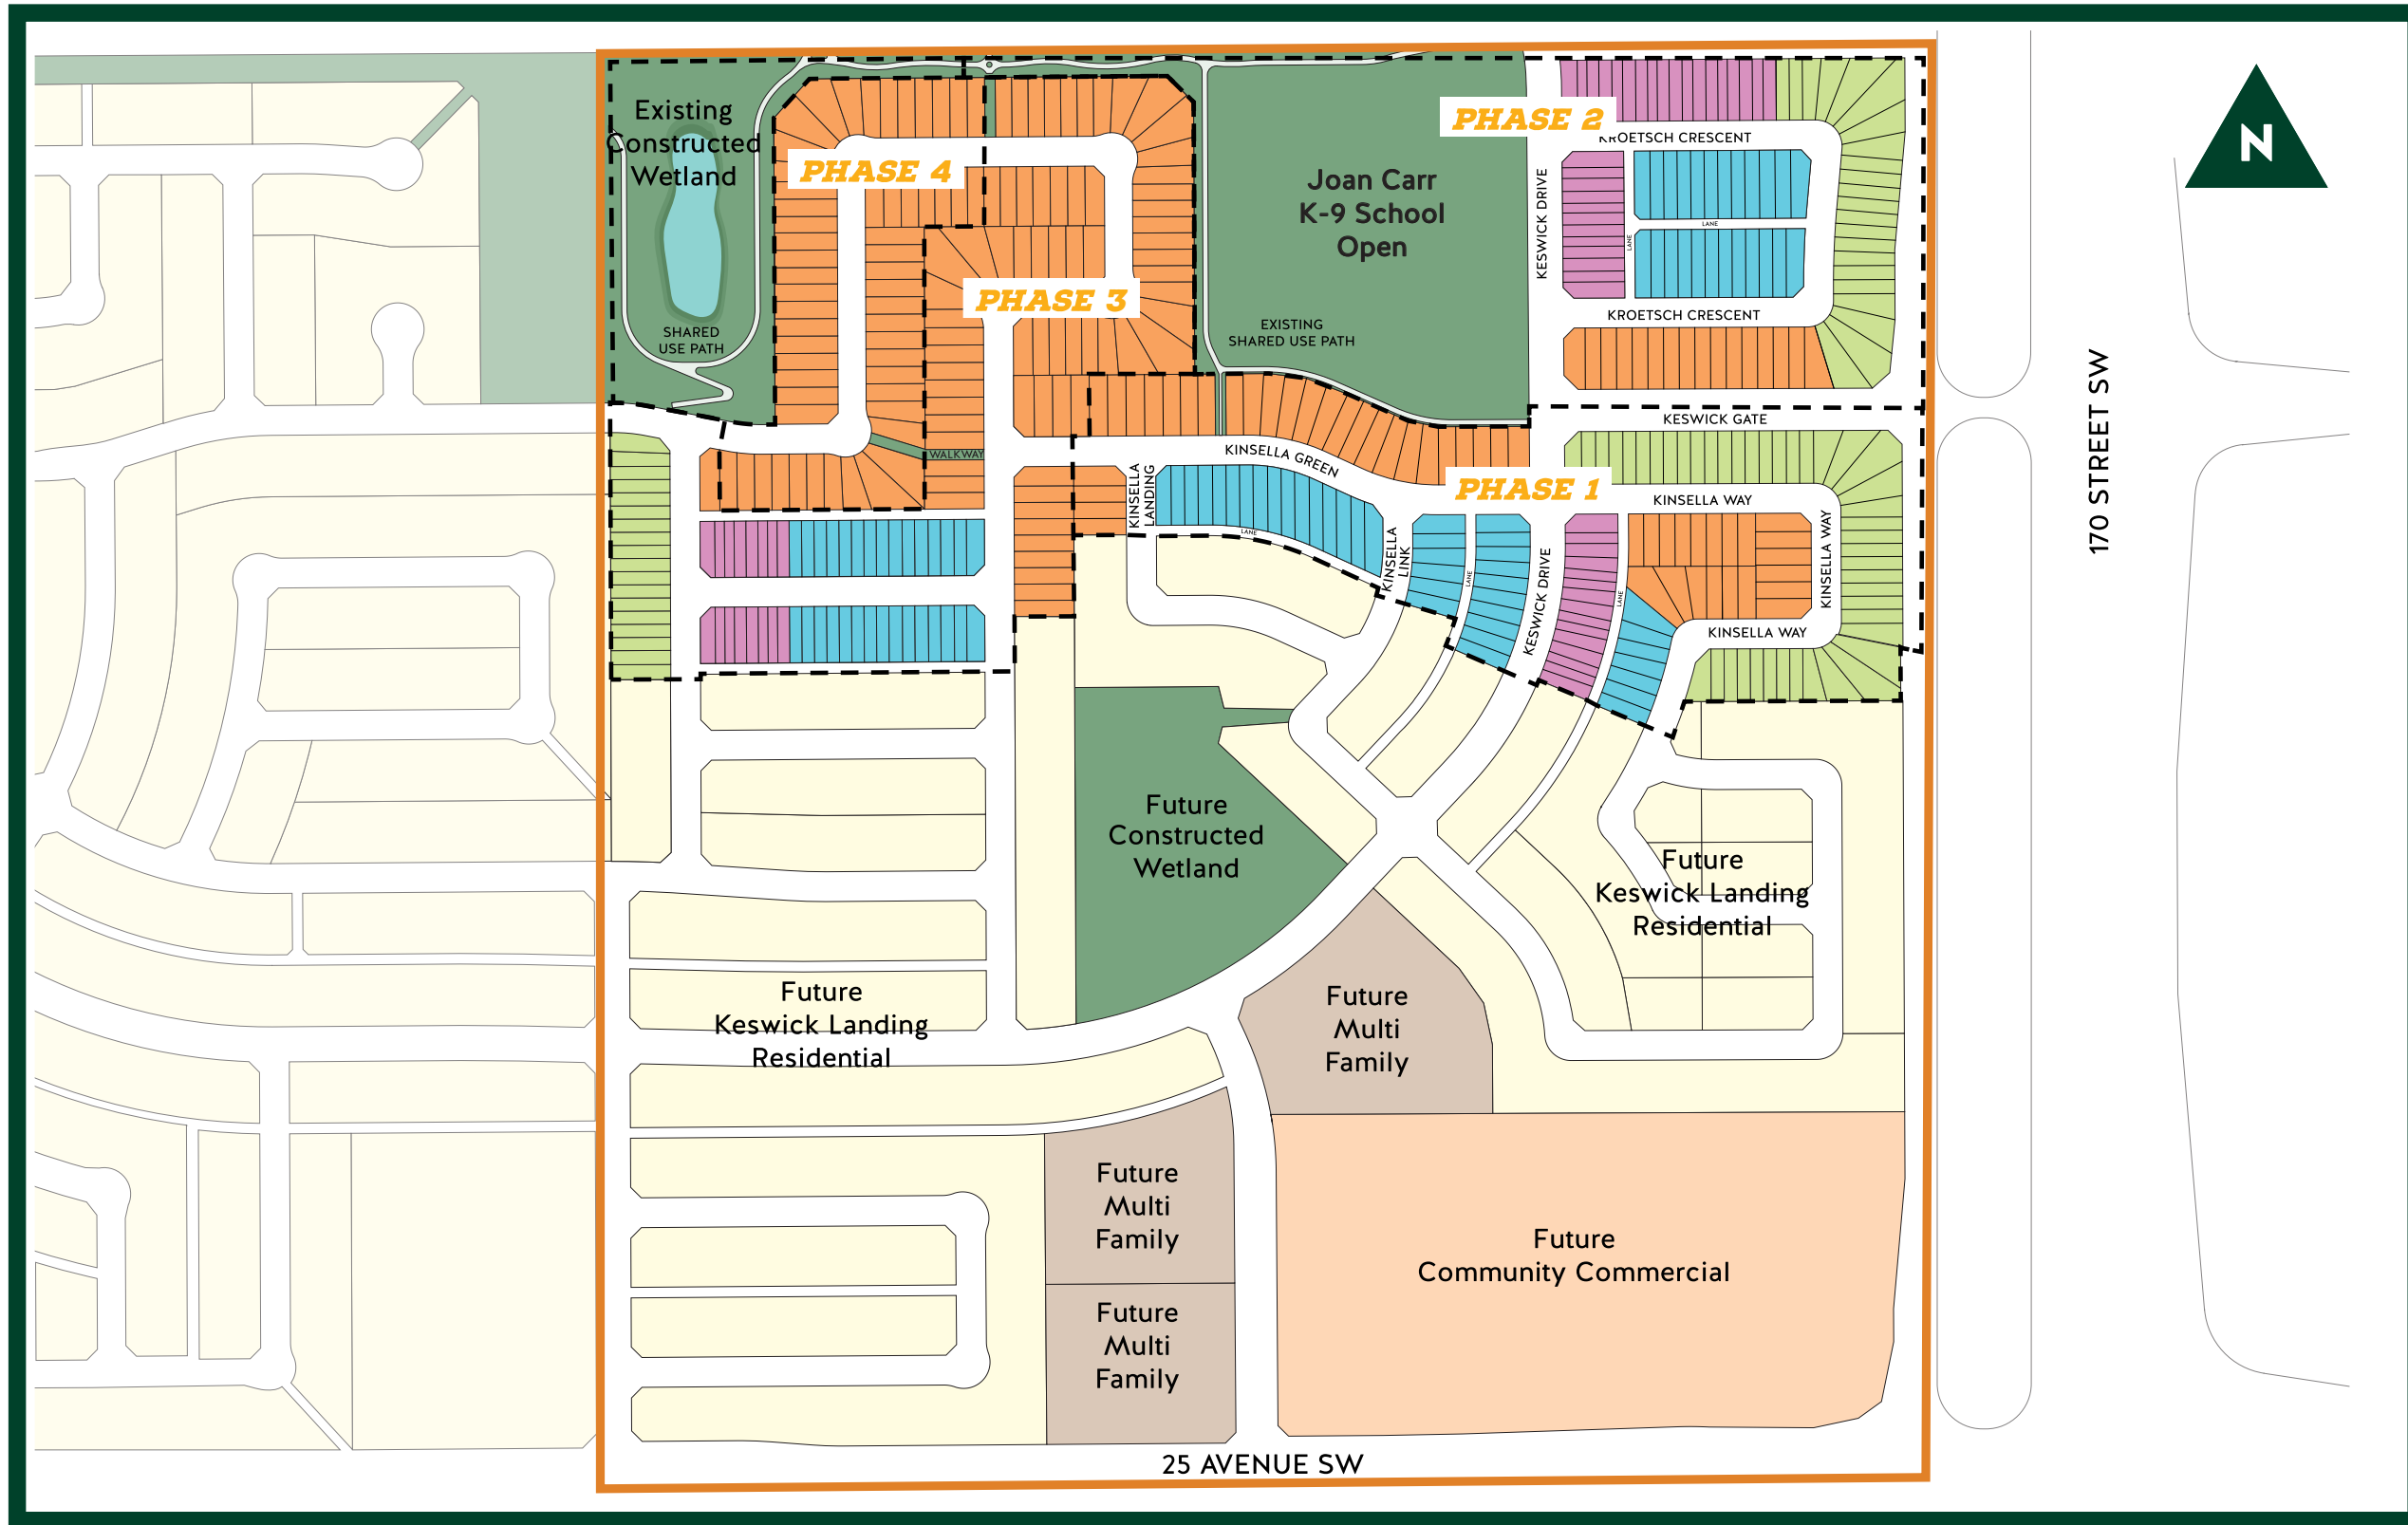 Existing
Constructed
Wetland
SHARED
USE PATH
PHASE 4
PHASE 3
WALKWAY
Joan Carr
K-9 School
Open
EXISTING
SHARED USE PATH
PHASE 2
KROETSCH CRESCENT
KESWICK DRIVE
LANE
LANE
KROETSCH CRESCENT
KESWICK GATE
N
170 STREET SW
KINSELLA GREEN
KINSELLA
LANDING
LANE
KINSELLA
LINK
LANE
PHASE 1
KESWICK DRIVE
LANE
KINSELLA WAY
KINSELLA WAY
KINSELLA WAY
Future
Constructed
Wetland
Future
Keswick Landing
Residential
Future
Keswick Landing
Residential
Future
Multi
Family
Future
Multi
Family
Future
Multi
Family
Future
Community Commercial
25 AVENUE SW